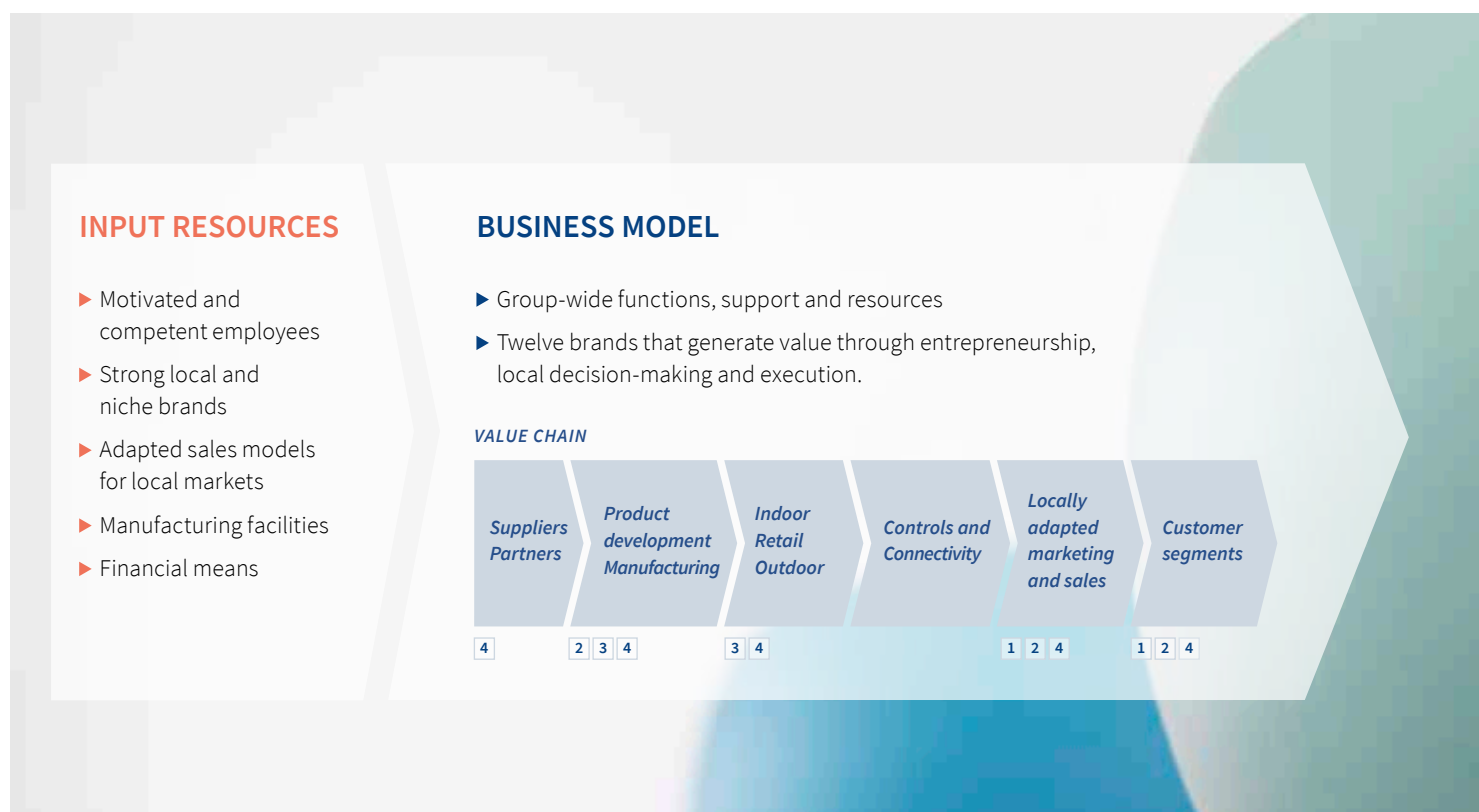 INPUT RESOURCES
▶ Motivated and
competent employees
▶ Strong local and
niche brands
▶ Adapted sales models
for local markets
▶ Manufacturing facilities
▶ Financial means
BUSINESS MODEL
▶ Group-wide functions, support and resources
▶ Twelve brands that generate value through entrepreneurship,
local decision-making and execution.
VALUE CHAIN
Suppliers
Partners
Product
development
Manufacturing
Indoor
Retail
Outdoor
Controls and
Connectivity
Locally
adapted
marketing
and sales
Customer
segments
4
2 3 4
3 4
1 2 4
1 2 4